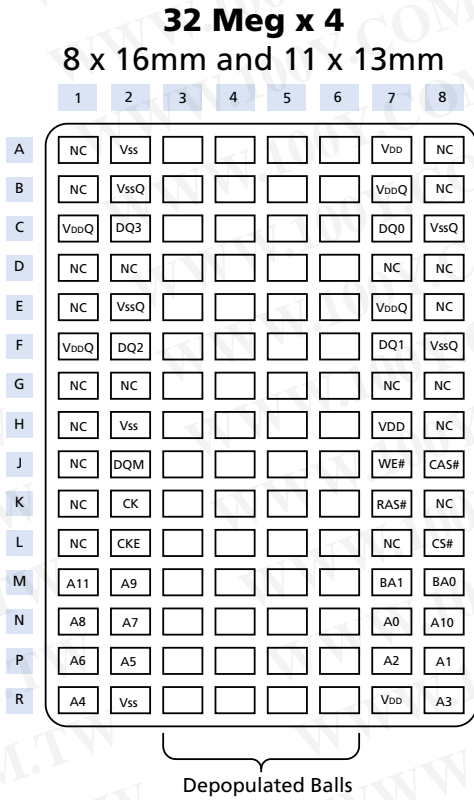 32 Meg x 4
8 x 16mm and 11 x 13mm
1 2 3 4 5 6 7 8
A NC Vss VDD NC
B NC VssQ VDDQ NC
C VDDQ DQ3 DQ0 VssQ
D NC NC NC NC
E NC VssQ VDDQ NC
F VDDQ DQ2 DQ1 VssQ
G NC NC NC NC
H NC Vss VDD NC
J NC DQM WE# CAS#
K NC CK RAS# NC
L NC CKE NC CS#
M A11 A9 BA1 BA0
N A8 A7 A0 A10
P A6 A5 A2 A1
R A4 Vss VDD A3
Depopulated Balls